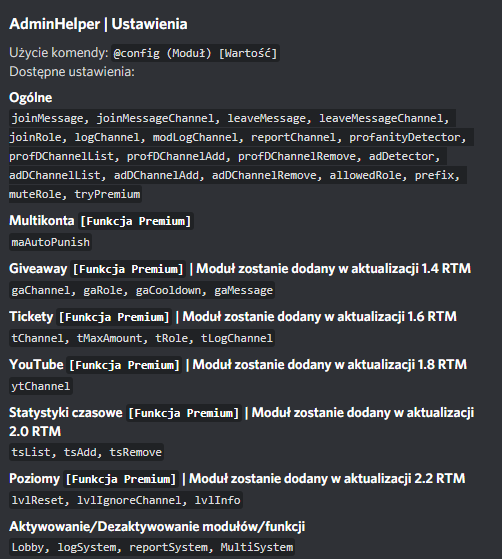 AdminHelper | Ustawienia
Użycie komendy: @config (Moduł) [Wartość]
Dostępne ustawienia:
Ogólne
joinMessage, joinMessageChannel, leaveMessage, leaveMessageChannel,
joinRole, logChannel, modLogChannel, reportChannel, profanityDetector,
profDChannelList, profDChannelAdd, profDChannelRemove, adDetector,
adDChannelList, adDChannelAdd, adDChannelRemove, allowedRole, prefix,
muteRole, tryPremium
Multikonta [Funkcja Premium]
maAutoPunish
Giveaway [Funkcja Premium] | Moduł zostanie dodany w aktualizacji 1.4 RTM
gaChannel, gaRole, gaCooldown, gaMessage
Tickety [Funkcja Premium] | Moduł zostanie dodany w aktualizacji 1.6 RTM
tChannel, tMaxAmount, tRole, tLogChannel
YouTube [Funkcja Premium] | Moduł zostanie dodany w aktualizacji 1.8 RTM
ytChannel
Statystyki czasowe [Funkcja Premium] | Moduł zostanie dodany w aktualizacji
2.0 RTM
tsList, tsAdd, tsRemove
Poziomy [Funkcja Premium] | Moduł zostanie dodany w aktualizacji 2.2 RTM
lvlReset, lvlIgnoreChannel, lvlInfo
Aktywowanie/Dezaktywowanie modułów/funkcji
Lobby, logSystem, reportSystem, MultiSystem